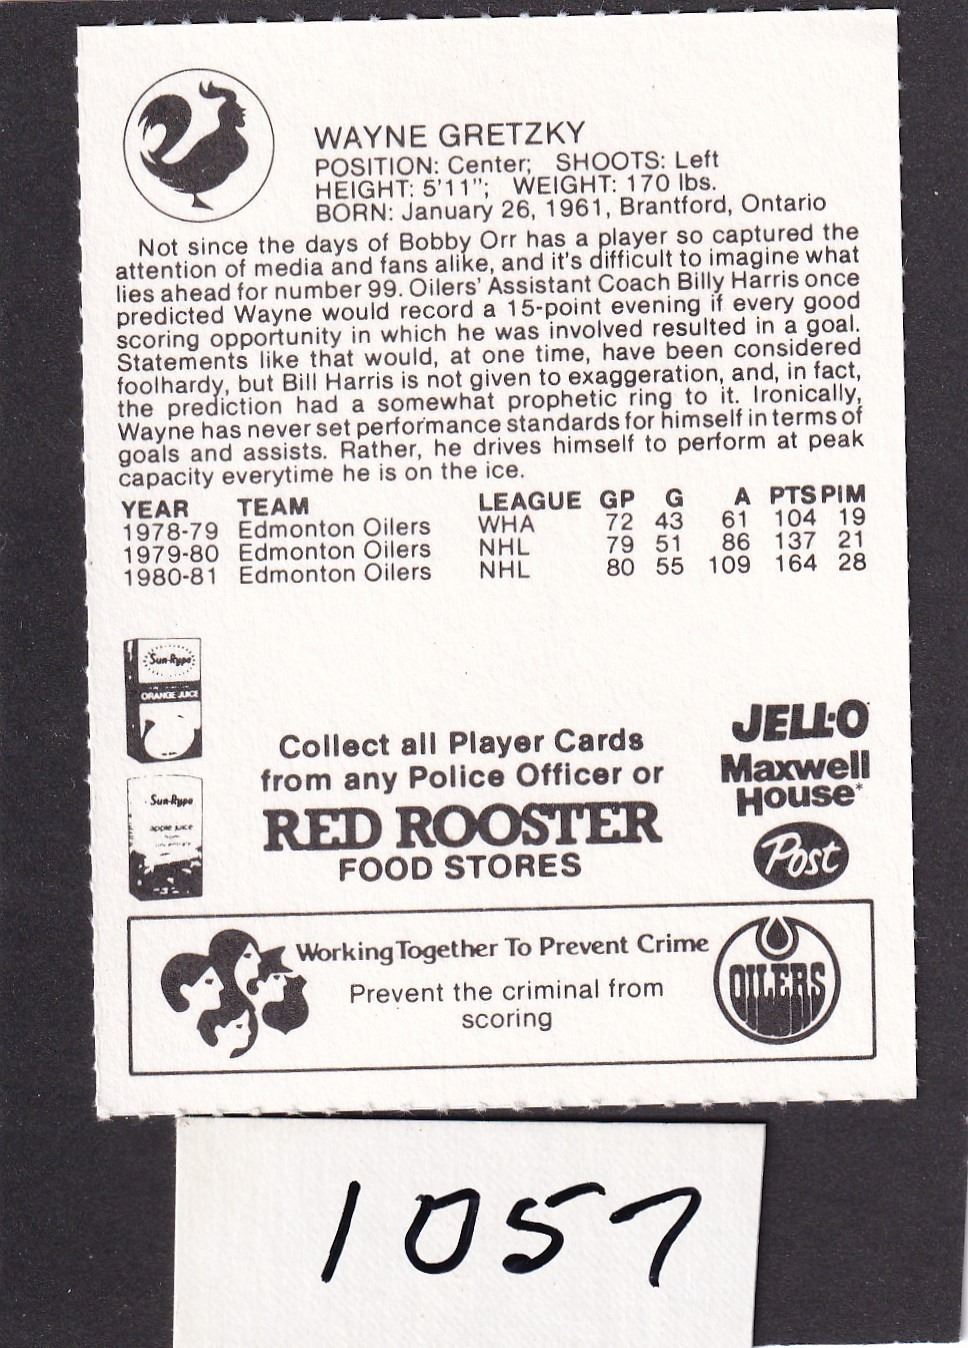 WAYNE GRETZKY
POSITION: Center; SHOOTS: Left
HEIGHT: 5'11"; WEIGHT: 170 lbs.
BORN: January 26, 1961, Brantford, Ontario
Not since the days of Bobby Orr has a player so captured the
attention of media and fans alike, and it's difficult to imagine what
lies ahead for number 99. Oilers' Assistant Coach Billy Harris once
predicted Wayne would record a 15-point evening if every good
scoring opportunity in which he was involved resulted in a goal.
Statements like that would, at one time, have been considered
foolhardy, but Bill Harris is not given to exaggeration, and, in fact,
the prediction had a somewhat prophetic ring to it. Ironically,
Wayne has never set performance standards for himself in terms of
goals and assists. Rather, he drives himself to perform at peak
capacity everytime he is on the ice.
YEAR TEAM LEAGUE GP G A PTS PIM
1978-79 Edmonton Oilers WHA 72 43 61 104 19
1979-80 Edmonton Oilers NHL 79 51 86 137 21
1980-81 Edmonton Oilers NHL 80 55 109 164 28
Sun-Rype
ORANGE JUICE
Sun-Rype
apple juice
Collect all Player Cards
from any Police Officer or
RED ROOSTER
FOOD STORES
JELL-O
Maxwell
House*
Post
Working Together To Prevent Crime
Prevent the criminal from
scoring
OILERS
1057